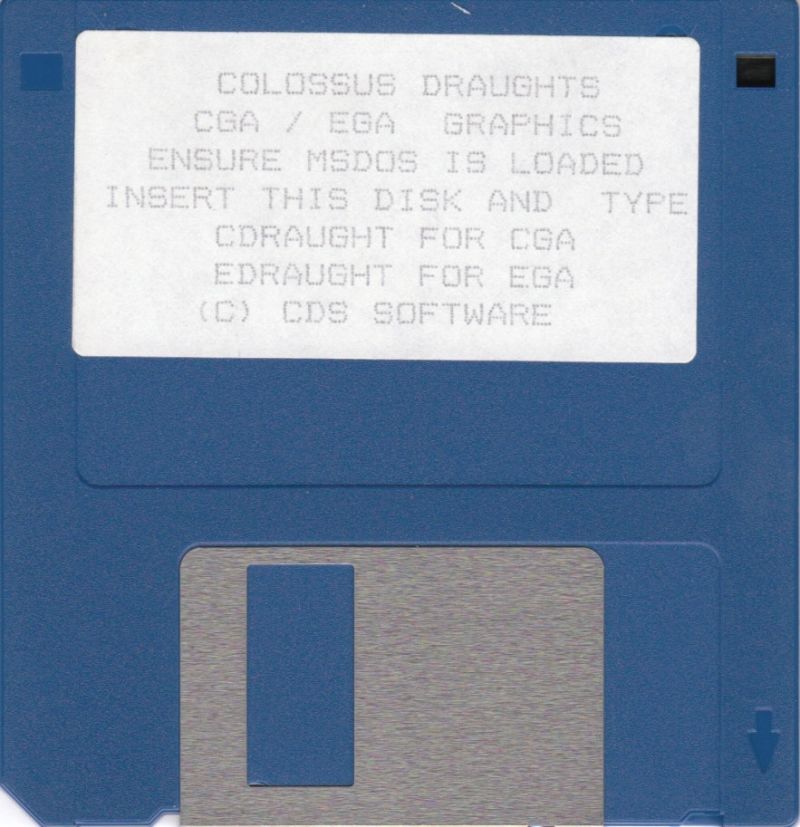 COLOSSUS DRAUGHTS
CGA / EGA GRAPHICS
ENSURE MSDOS IS LOADED
INSERT THIS DISK AND TYPE
CDRAUGHT FOR CGA
EDRAUGHT FOR EGA
(C) CDS SOFTWARE